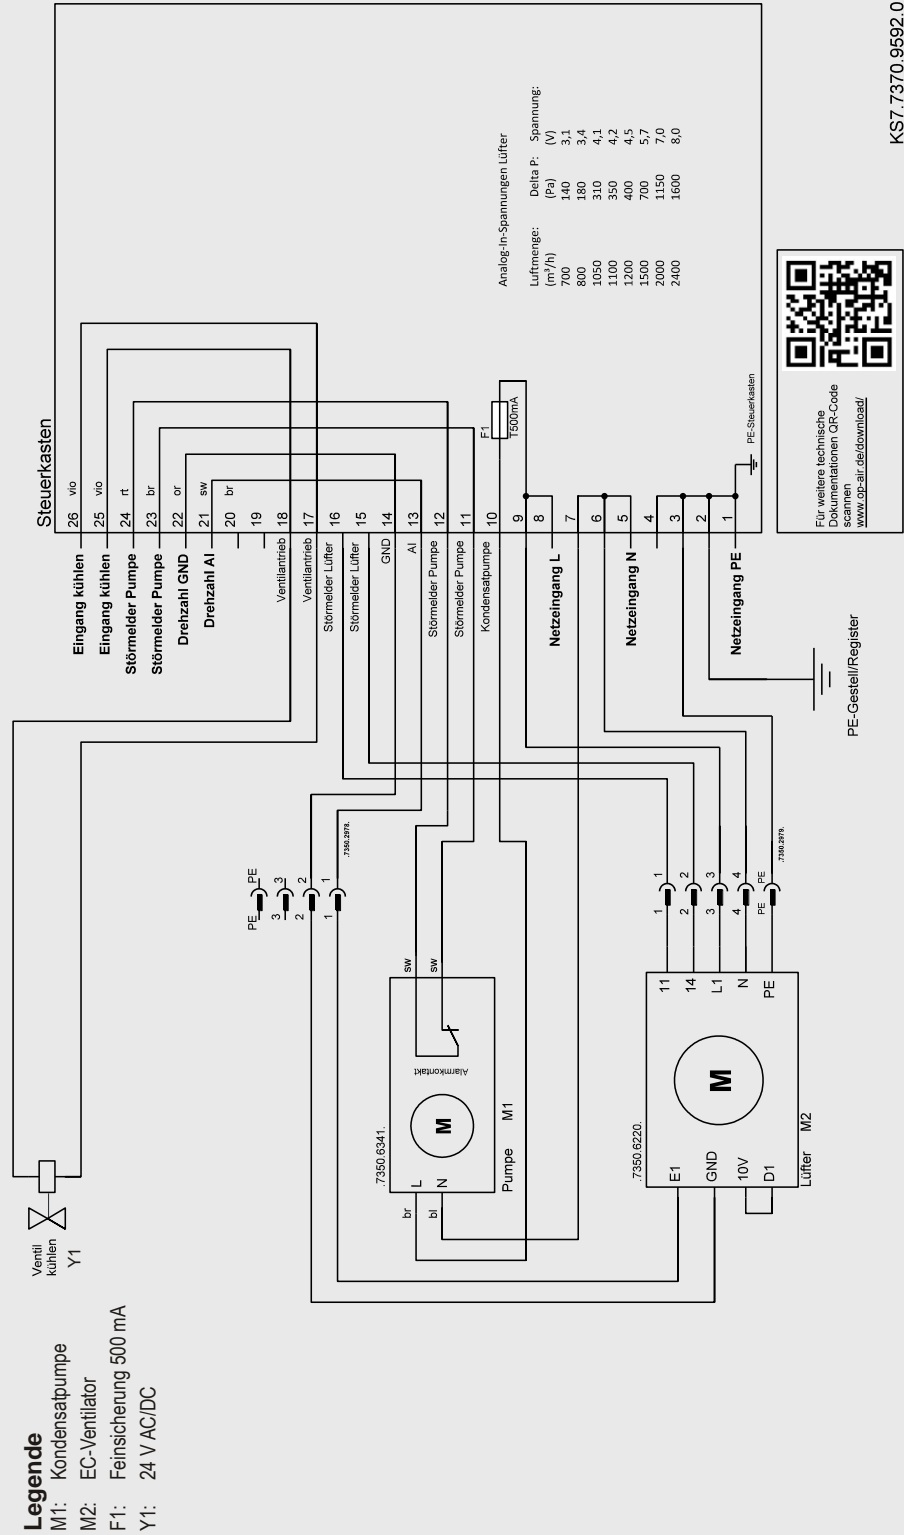 Legende
M1: Kondensatpumpe
M2: EC-Ventilator
F1: Feinsicherung 500 mA
Y1: 24 V AC/DC
Ventil
kühlen
Y1
Steuerkasten
26 vio
25 vio
24 rt
23 br
22 or
21 sw
20 br
19
18
17
16
15
14
13
12
11
10
9
8
7
6
5
4
3
2
1
Eingang kühlen
Eingang kühlen
Störmelder Pumpe
Störmelder Pumpe
Drehzahl GND
Drehzahl AI
Ventilantrieb
Ventilantrieb
Störmelder Lüfter
Störmelder Lüfter
GND
AI
Störmelder Pumpe
Störmelder Pumpe
Kondensatpumpe
Netzeingang L
Netzeingang N
Netzeingang PE
F1
T500mA
PE-Steuerkasten
PE-Gestell/Register
Analog-In-Spannungen Lüfter
Luftmenge: Delta P: Spannung:
(m³/h) (Pa) (V)
700 140 3,1
800 180 3,4
1050 310 4,1
1100 350 4,2
1200 400 4,5
1500 700 5,7
2000 1150 7,0
2400 1600 8,0
PE PE
3 3
2 2
1 1
.7350.2978.
.7350.6341.
L
N
br
bl
M
Alarmkontakt
sw
sw
Pumpe M1
1 1
2 2
3 3
4 4
PE PE
.7350.2979.
.7350.6220.
E1
GND
10V
D1
M
11
14
L1
N
PE
Lüfter M2
Für weitere technische
Dokumentationen QR-Code
scannen
www.op-air.de/download/
KS7.7370.9592.0